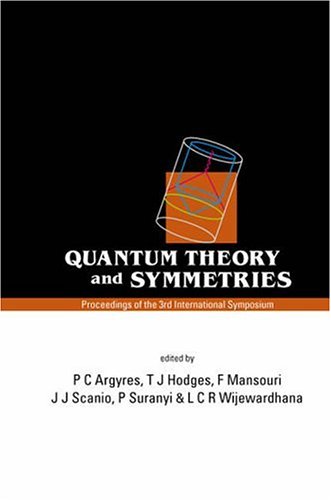 QUANTUM THEORY
and SYMMETRIES
Proceedings of the 3rd International Symposium
edited by
P C Argyres, T J Hodges, F Mansouri
J J Scanio, P Suranyi & L C R Wijewardhana